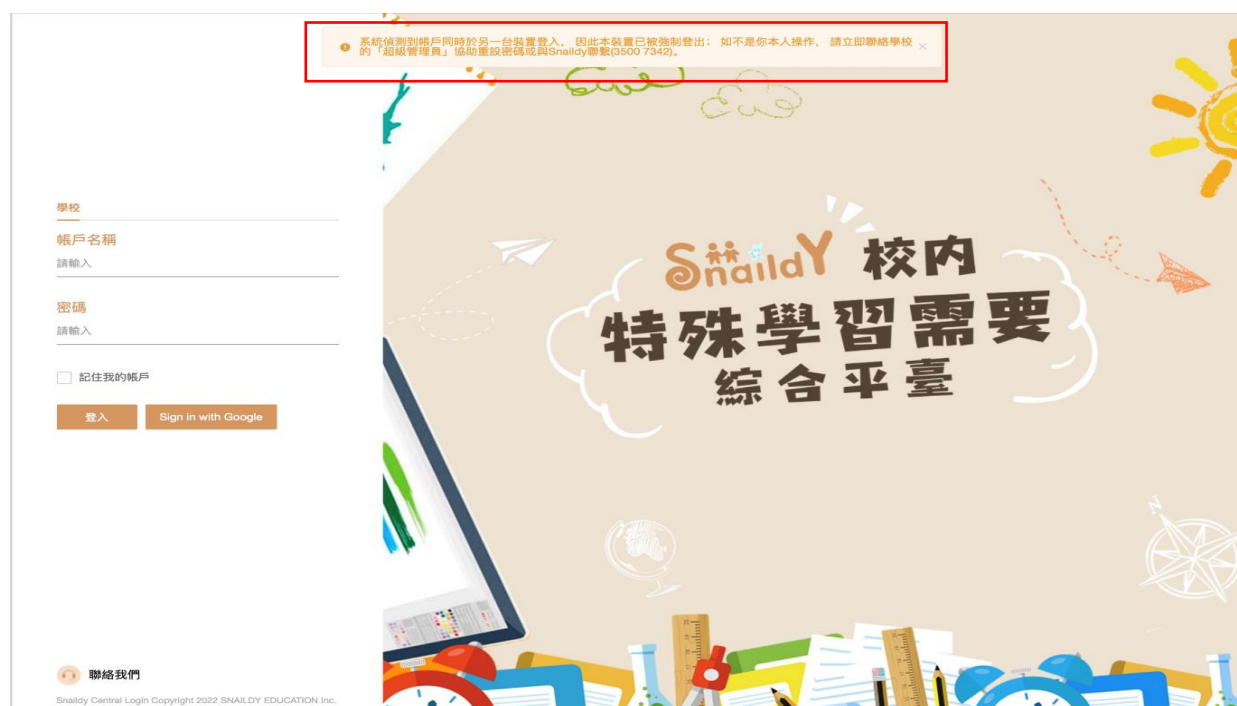 系統偵測到帳戶同時於另一台裝置登入， 因此本裝置已被強制登出； 如不是你本人操作， 請立即聯絡學校
的「超級管理員」協助重設密碼或與Snaildy聯繫(3500 7342)。
學校
帳戶名稱
請輸入
密碼
請輸入
記住我的帳戶
登入
Sign in with Google
SnaildY 校內
特殊學習需要
綜合平臺
聯絡我們
Snaildy Central Login Copyright 2022 SNAILDY EDUCATION Inc.